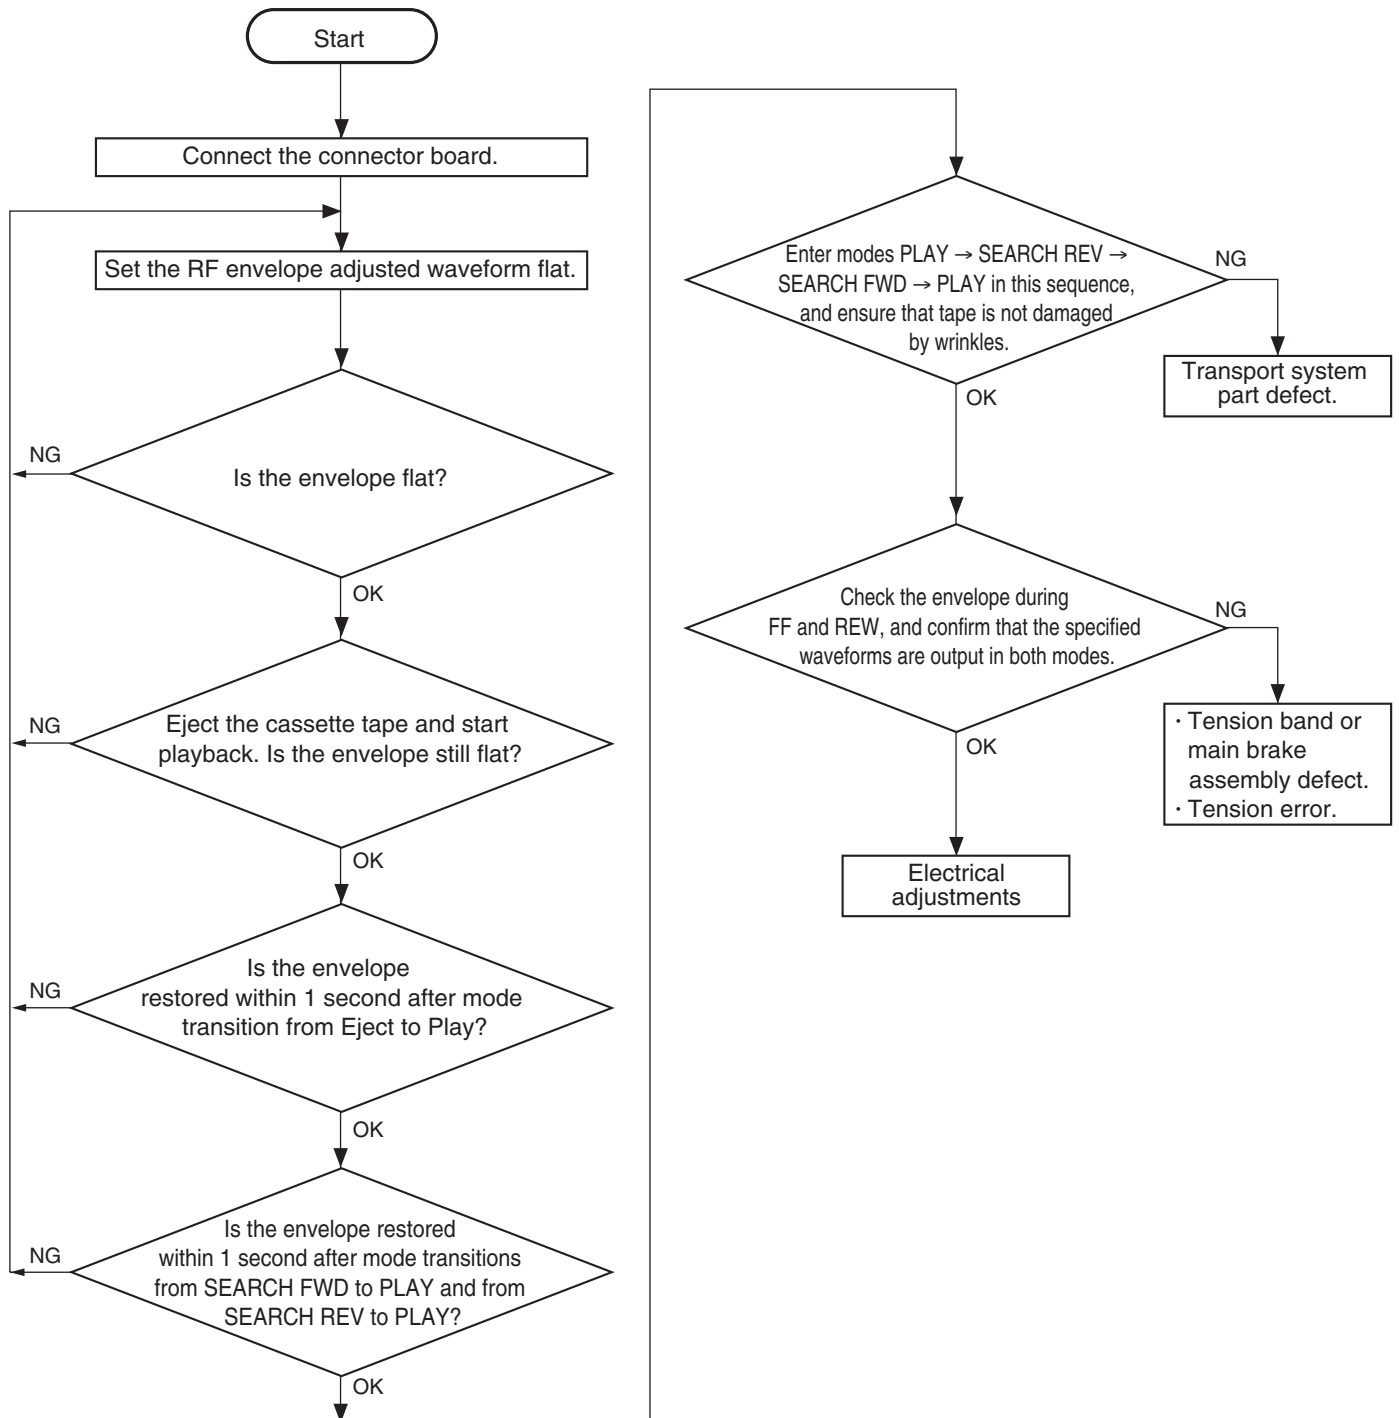 Start
Connect the connector board.
Set the RF envelope adjusted waveform flat.
NG
Is the envelope flat?
OK
NG
Eject the cassette tape and start
playback. Is the envelope still flat?
OK
NG
Is the envelope
restored within 1 second after mode
transition from Eject to Play?
OK
NG
Is the envelope restored
within 1 second after mode transitions
from SEARCH FWD to PLAY and from
SEARCH REV to PLAY?
OK
Enter modes PLAY → SEARCH REV →
SEARCH FWD → PLAY in this sequence,
and ensure that tape is not damaged
by wrinkles.
NG
Transport system
part defect.
OK
Check the envelope during
FF and REW, and confirm that the specified
waveforms are output in both modes.
NG
· Tension band or
main brake
assembly defect.
· Tension error.
OK
Electrical
adjustments